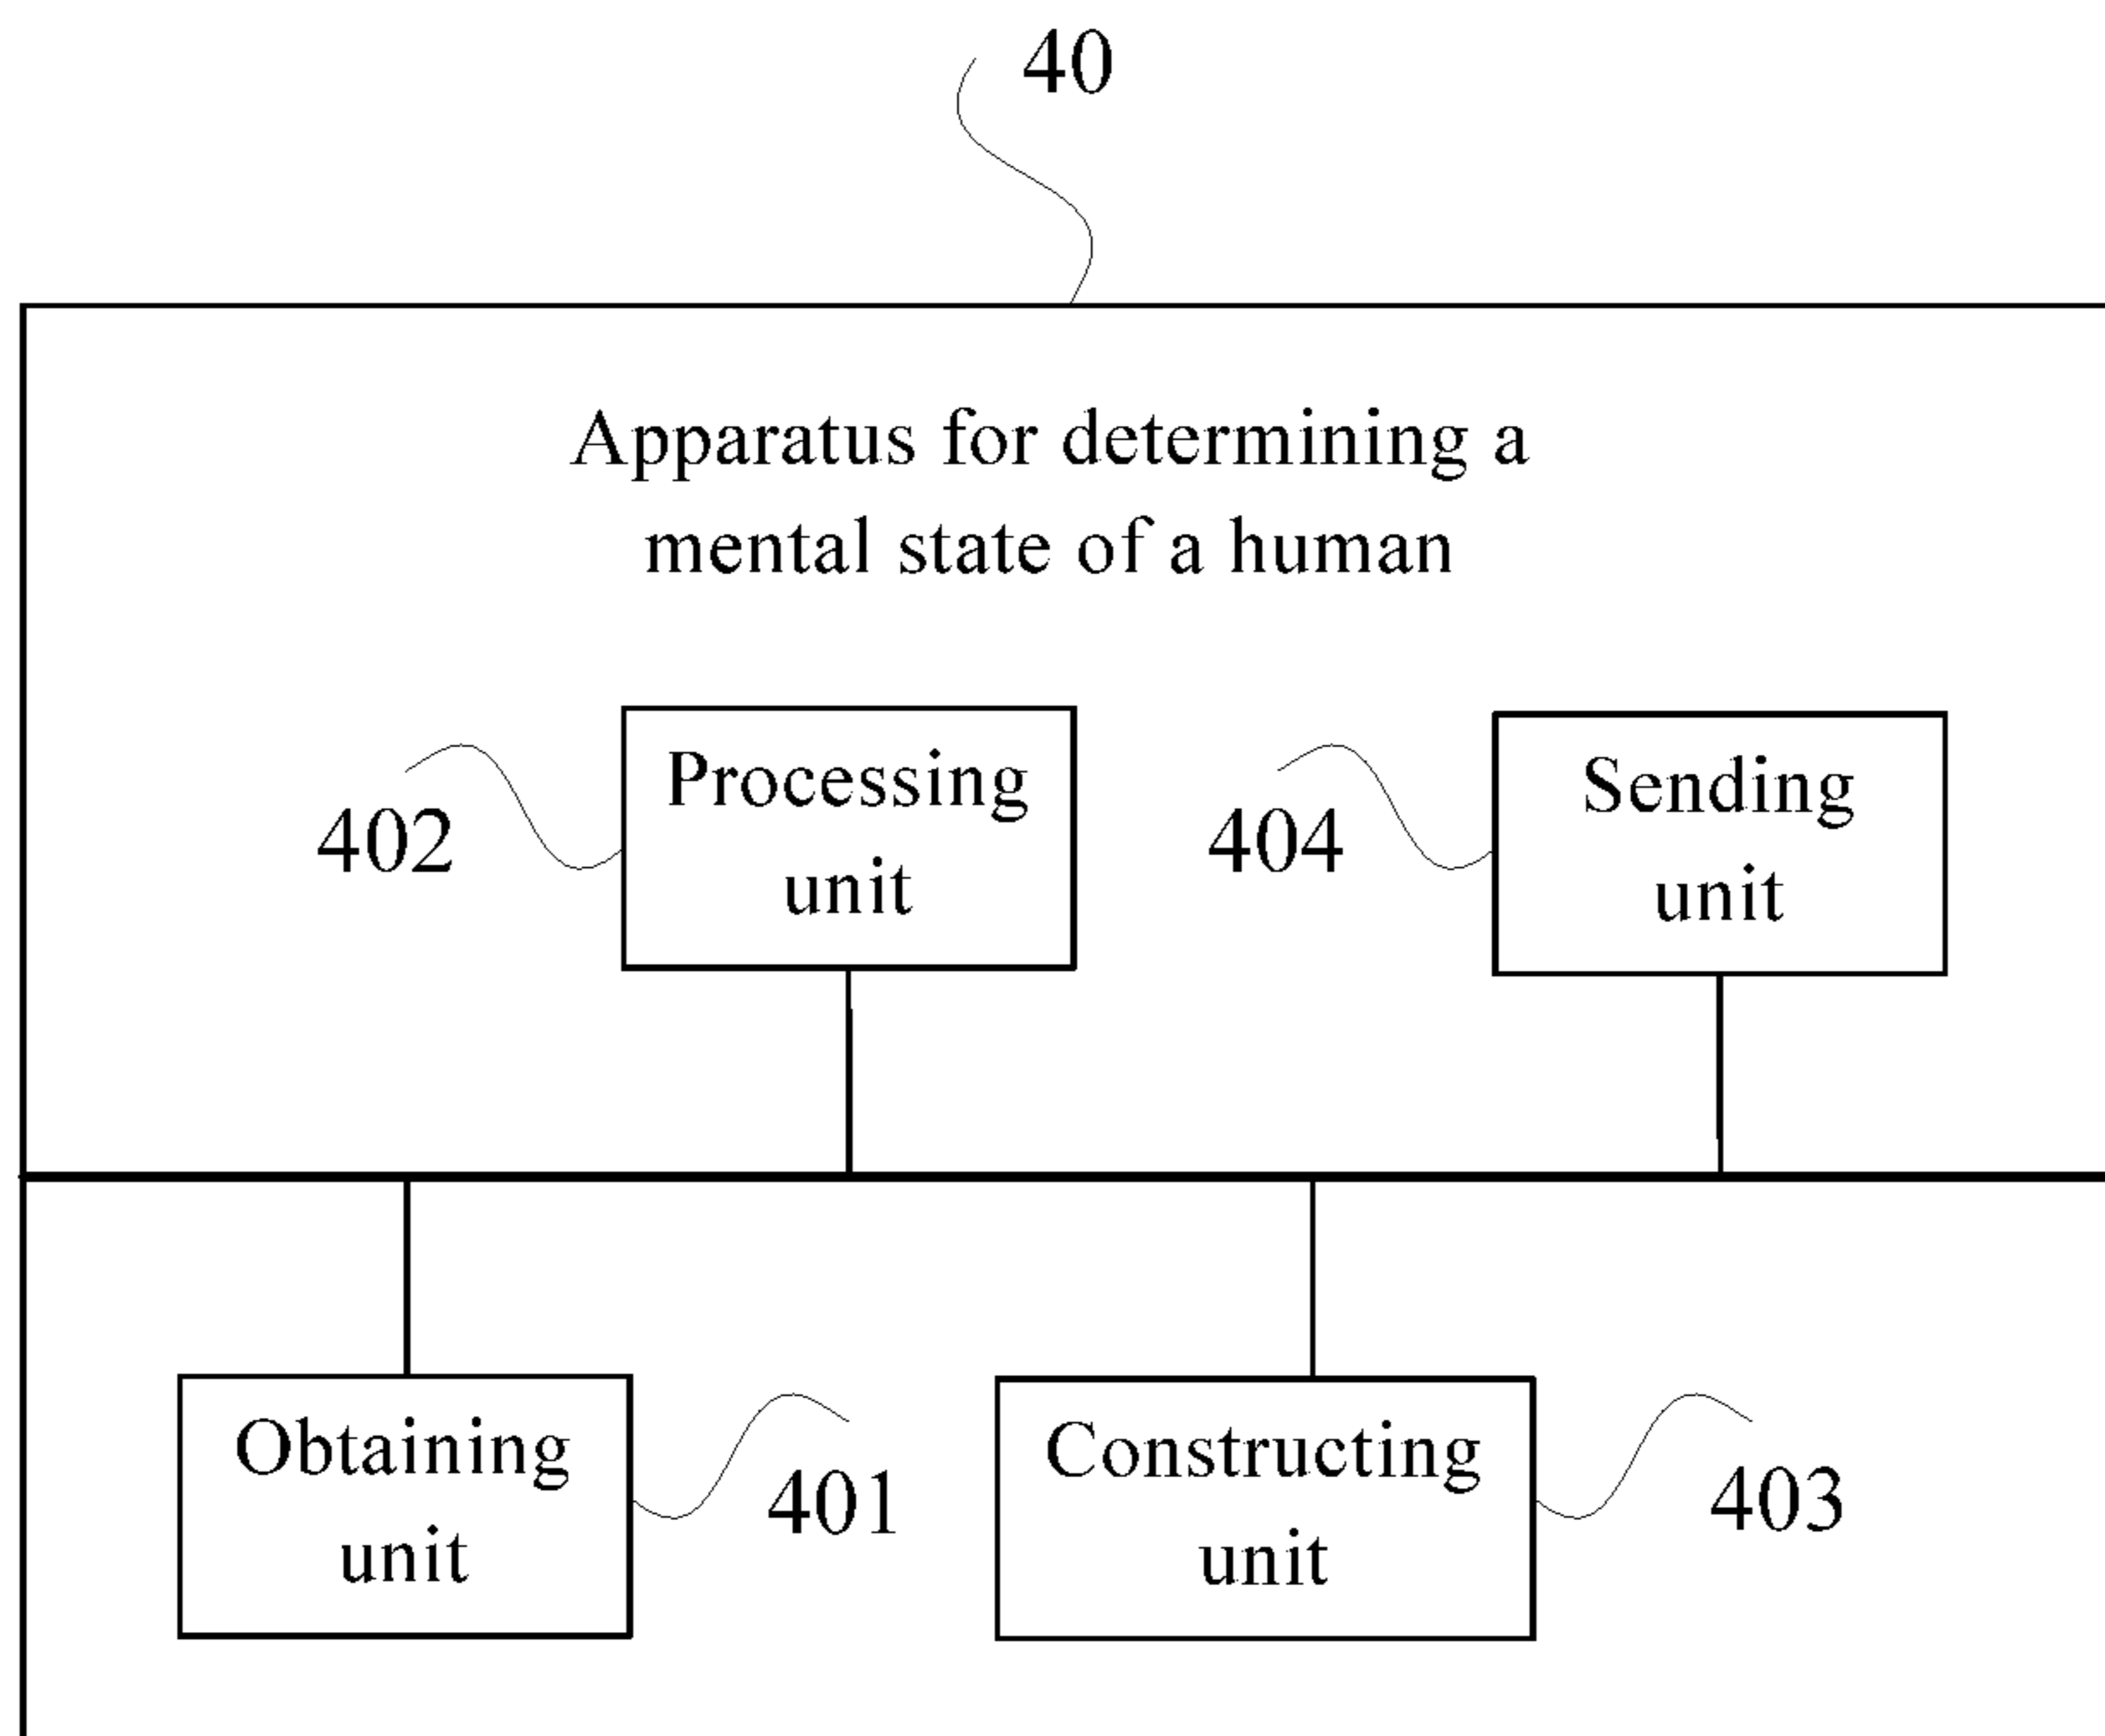 40
Apparatus for determining a
mental state of a human
Processing
unit
402
Sending
unit
404
Obtaining
unit
401
Constructing
unit
403